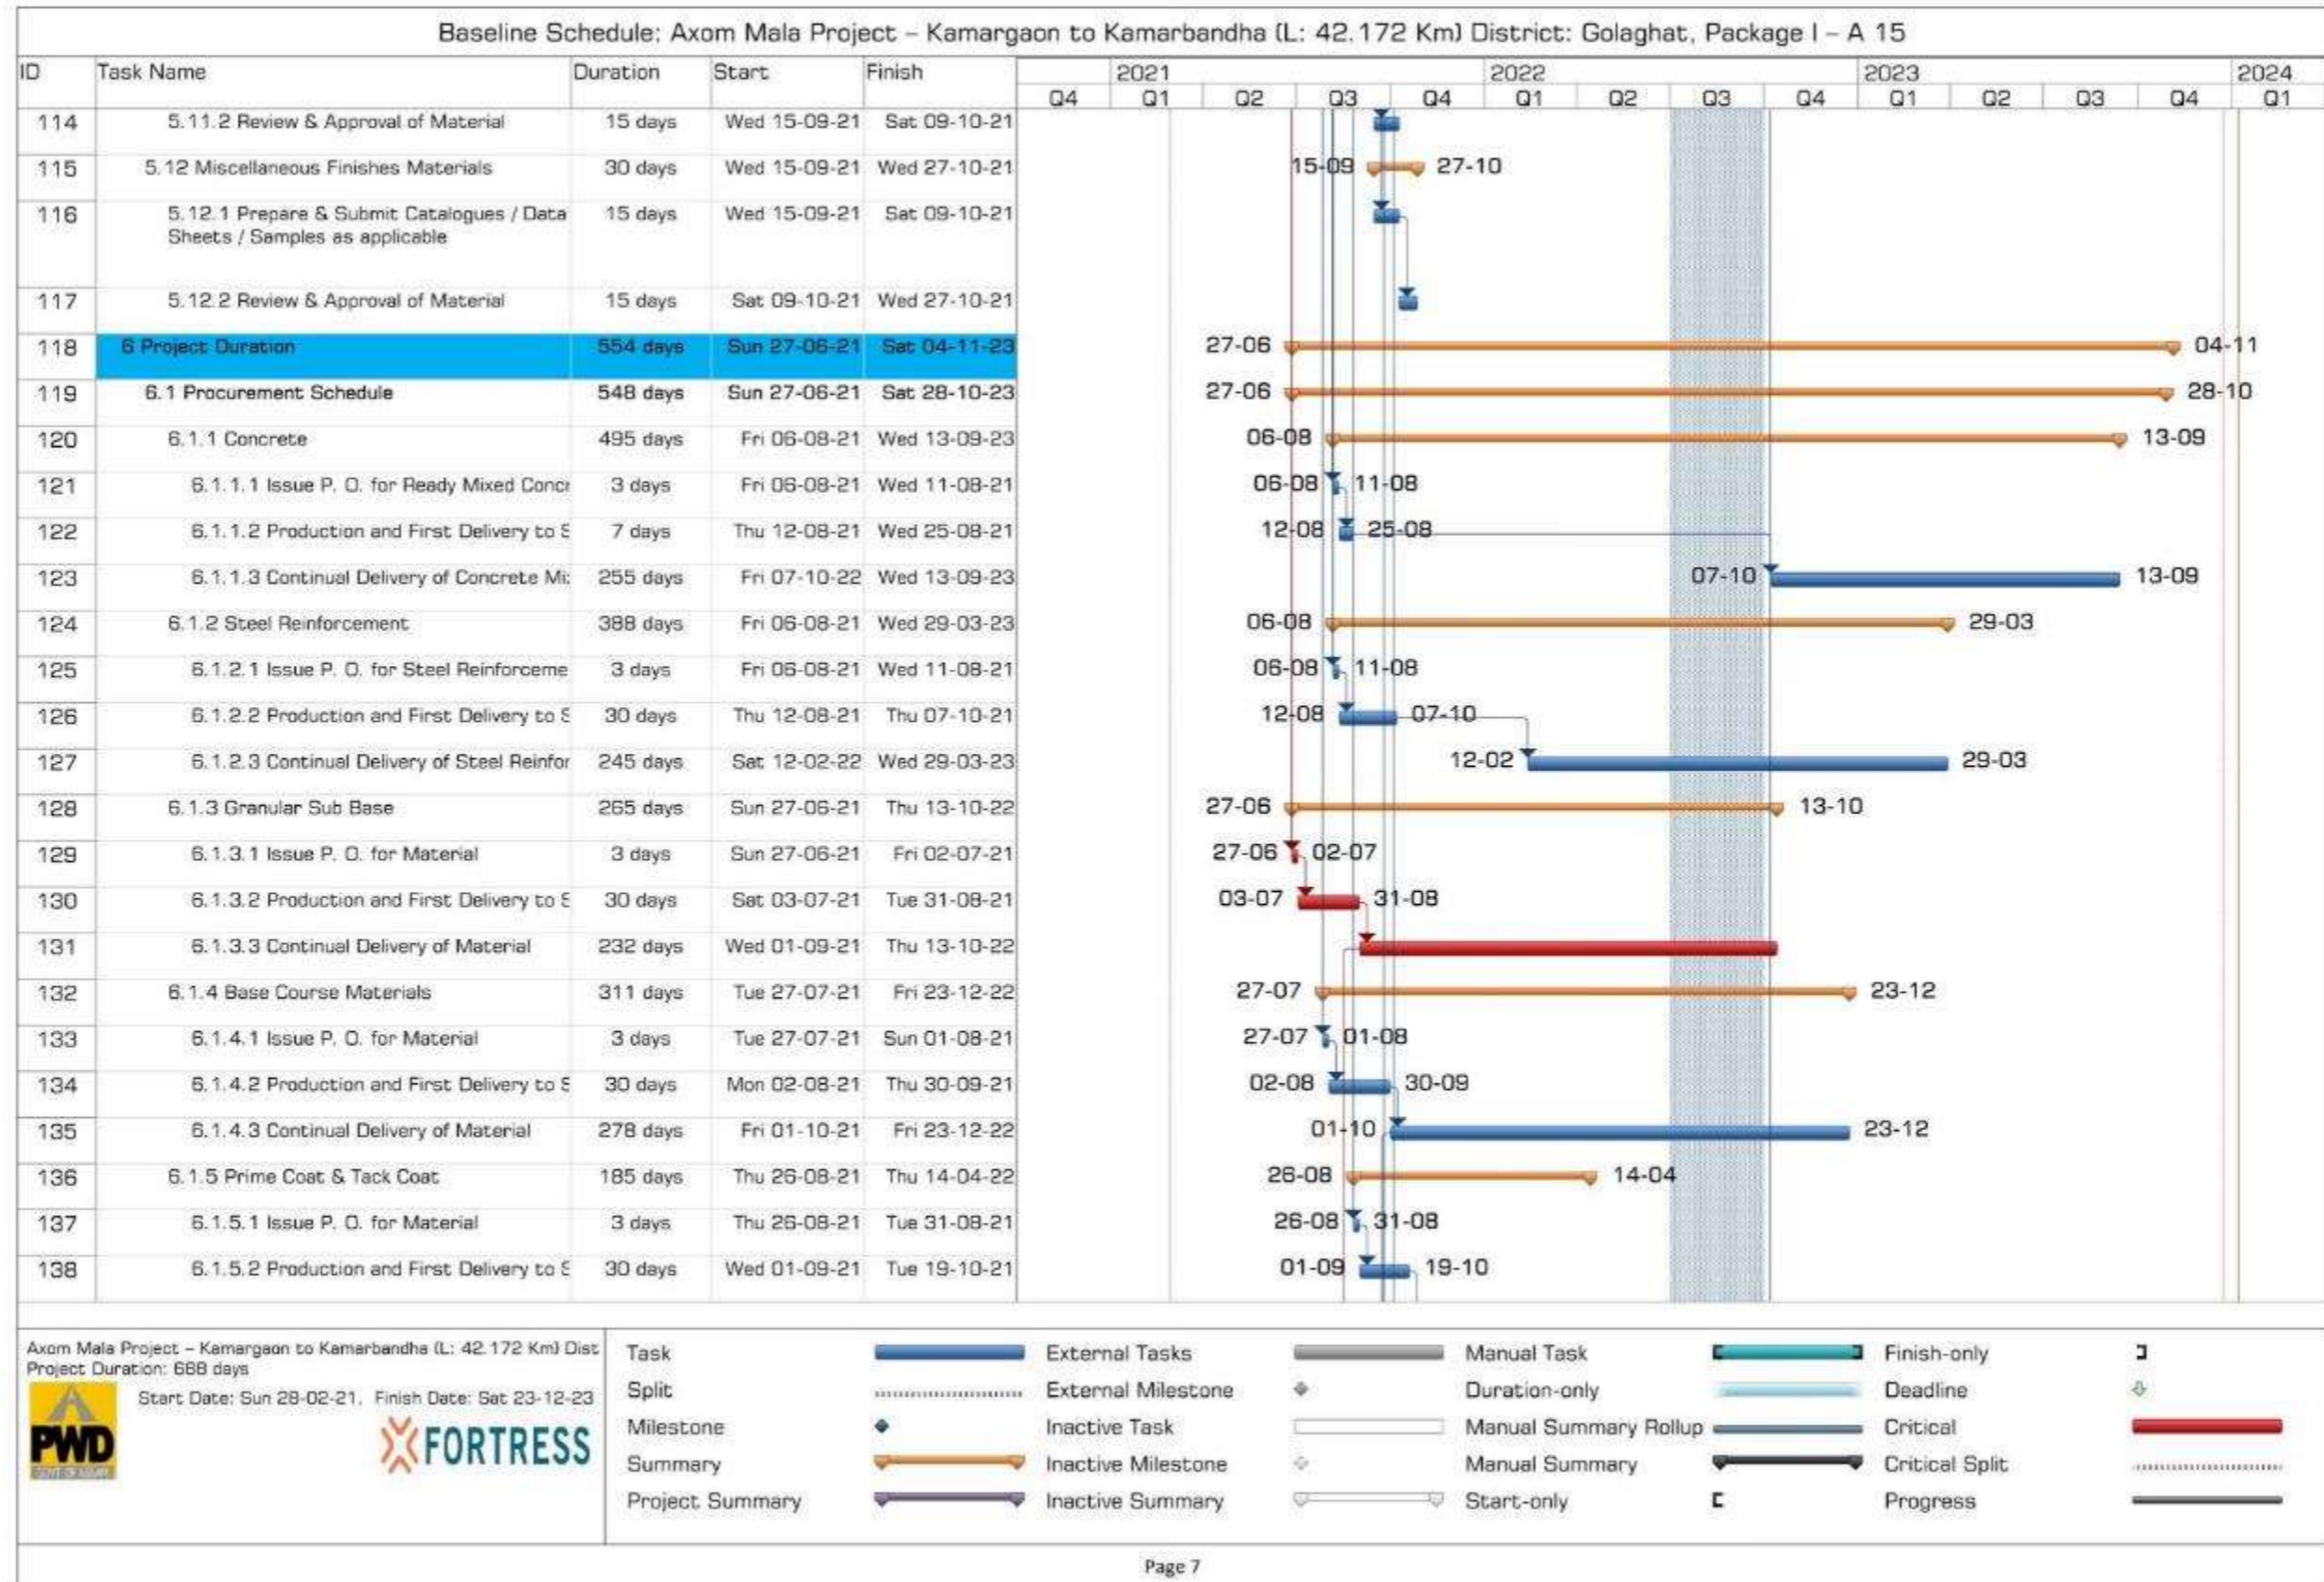 Baseline Schedule: Axom Mala Project – Kamargaon to Kamarbandha (L: 42.172 Km) District: Golaghat, Package I – A 15
ID Task Name Duration Start Finish 2021 2022 2023 2024
Q4 Q1 Q2 Q3 Q4 Q1 Q2 Q3 Q4 Q1 Q2 Q3 Q4 Q1
114 5.11.2 Review & Approval of Material 15 days Wed 15-09-21 Sat 09-10-21
115 5.12 Miscellaneous Finishes Materials 30 days Wed 15-09-21 Wed 27-10-21 15-09 27-10
116 5.12.1 Prepare & Submit Catalogues / Data 15 days Wed 15-09-21 Sat 09-10-21
Sheets / Samples as applicable
117 5.12.2 Review & Approval of Material 15 days Sat 09-10-21 Wed 27-10-21
118 6 Project Duration 554 days Sun 27-06-21 Sat 04-11-23 27-06 04-11
119 6.1 Procurement Schedule 548 days Sun 27-06-21 Sat 28-10-23 27-06 28-10
120 6.1.1 Concrete 495 days Fri 06-08-21 Wed 13-09-23 06-08 13-09
121 6.1.1.1 Issue P. O. for Ready Mixed Concr 3 days Fri 06-08-21 Wed 11-08-21 06-08 11-08
122 6.1.1.2 Production and First Delivery to S 7 days Thu 12-08-21 Wed 25-08-21 12-08 25-08
123 6.1.1.3 Continual Delivery of Concrete Mi 255 days Fri 07-10-22 Wed 13-09-23 07-10 13-09
124 6.1.2 Steel Reinforcement 388 days Fri 06-08-21 Wed 29-03-23 06-08 29-03
125 6.1.2.1 Issue P. O. for Steel Reinforceme 3 days Fri 06-08-21 Wed 11-08-21 06-08 11-08
126 6.1.2.2 Production and First Delivery to S 30 days Thu 12-08-21 Thu 07-10-21 12-08 07-10
127 6.1.2.3 Continual Delivery of Steel Reinfor 245 days Sat 12-02-22 Wed 29-03-23 12-02 29-03
128 6.1.3 Granular Sub Base 265 days Sun 27-06-21 Thu 13-10-22 27-06 13-10
129 6.1.3.1 Issue P. O. for Material 3 days Sun 27-06-21 Fri 02-07-21 27-06 02-07
130 6.1.3.2 Production and First Delivery to S 30 days Sat 03-07-21 Tue 31-08-21 03-07 31-08
131 6.1.3.3 Continual Delivery of Material 232 days Wed 01-09-21 Thu 13-10-22
132 6.1.4 Base Course Materials 311 days Tue 27-07-21 Fri 23-12-22 27-07 23-12
133 6.1.4.1 Issue P. O. for Material 3 days Tue 27-07-21 Sun 01-08-21 27-07 01-08
134 6.1.4.2 Production and First Delivery to S 30 days Mon 02-08-21 Thu 30-09-21 02-08 30-09
135 6.1.4.3 Continual Delivery of Material 278 days Fri 01-10-21 Fri 23-12-22 01-10 23-12
136 6.1.5 Prime Coat & Tack Coat 185 days Thu 26-08-21 Thu 14-04-22 26-08 14-04
137 6.1.5.1 Issue P. O. for Material 3 days Thu 26-08-21 Tue 31-08-21 26-08 31-08
138 6.1.5.2 Production and First Delivery to S 30 days Wed 01-09-21 Tue 19-10-21 01-09 19-10
Axom Mala Project – Kamargaon to Kamarbandha (L: 42.172 Km) Dist
Project Duration: 688 days
Start Date: Sun 28-02-21, Finish Date: Sat 23-12-23
PWD
GOVT. OF ASSAM
FORTRESS
Task External Tasks Manual Task Finish-only
Split External Milestone Duration-only Deadline
Milestone Inactive Task Manual Summary Rollup Critical
Summary Inactive Milestone Manual Summary Critical Split
Project Summary Inactive Summary Start-only Progress
Page 7